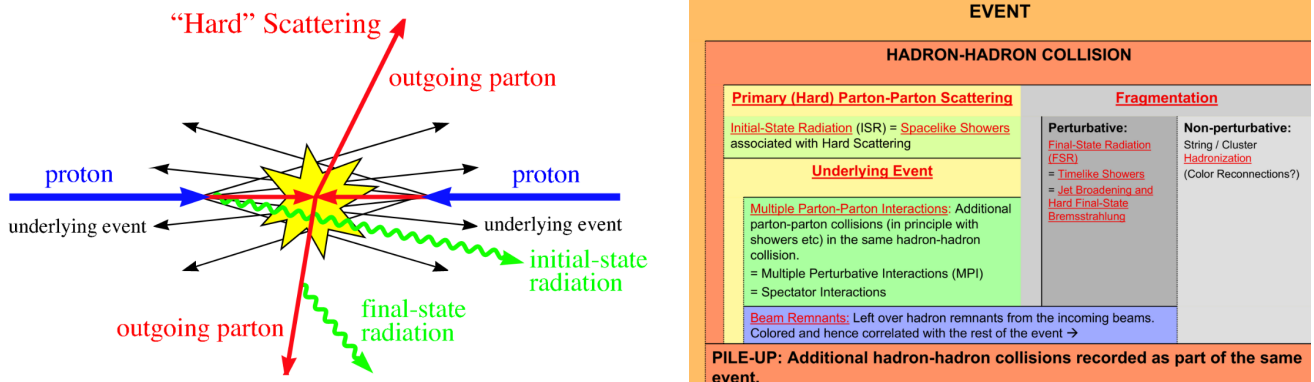 “Hard” Scattering
outgoing parton
proton
proton
underlying event
underlying event
initial-state
radiation
outgoing parton
final-state
radiation
EVENT
HADRON-HADRON COLLISION
Primary (Hard) Parton-Parton Scattering
Initial-State Radiation (ISR) = Spacelike Showers
associated with Hard Scattering
Underlying Event
Multiple Parton-Parton Interactions: Additional
parton-parton collisions (in principle with
showers etc) in the same hadron-hadron
collision.
= Multiple Perturbative Interactions (MPI)
= Spectator Interactions
Beam Remnants: Left over hadron remnants from the incoming beams.
Colored and hence correlated with the rest of the event →
Fragmentation
Perturbative:
Final-State Radiation
(FSR)
= Timelike Showers
= Jet Broadening and
Hard Final-State
Bremsstrahlung
Non-perturbative:
String / Cluster
Hadronization
(Color Reconnections?)
PILE-UP: Additional hadron-hadron collisions recorded as part of the same
event.